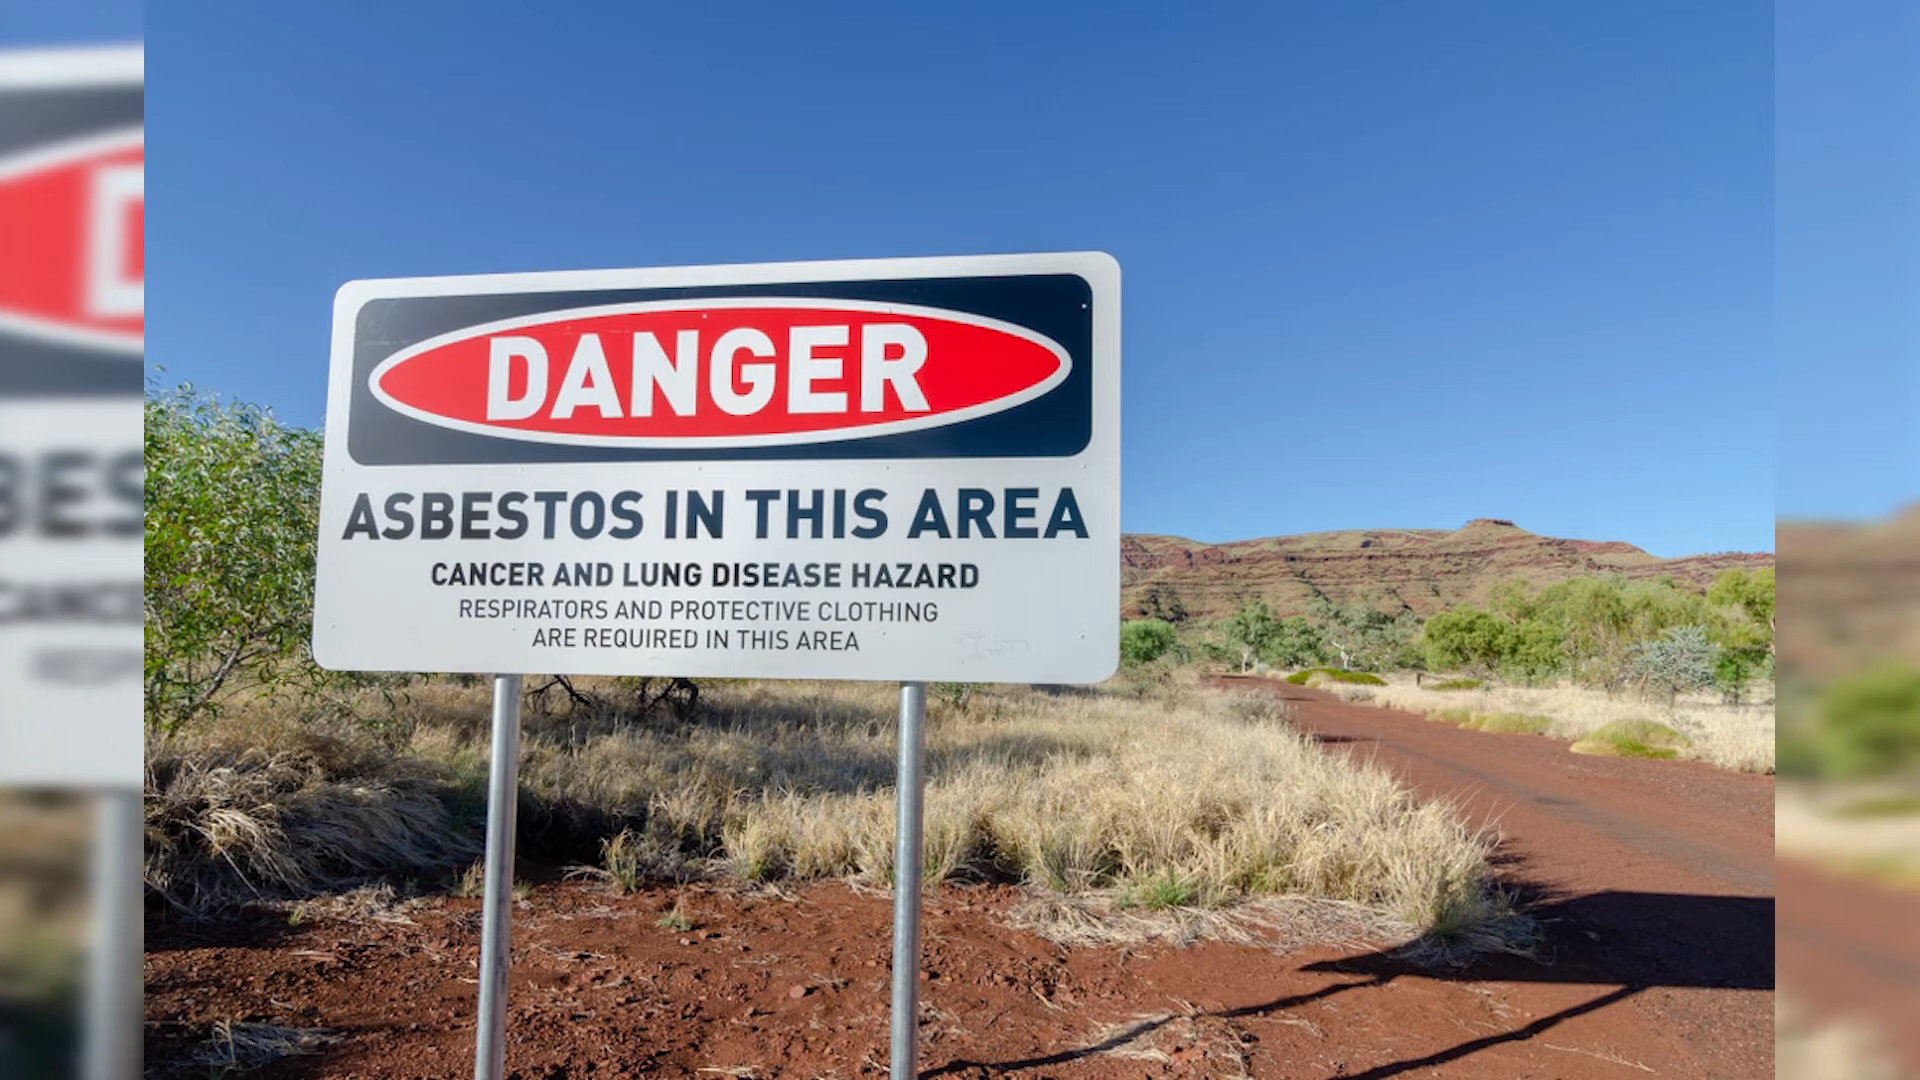 DANGER
ASBESTOS IN THIS AREA
CANCER AND LUNG DISEASE HAZARD
RESPIRATORS AND PROTECTIVE CLOTHING
ARE REQUIRED IN THIS AREA